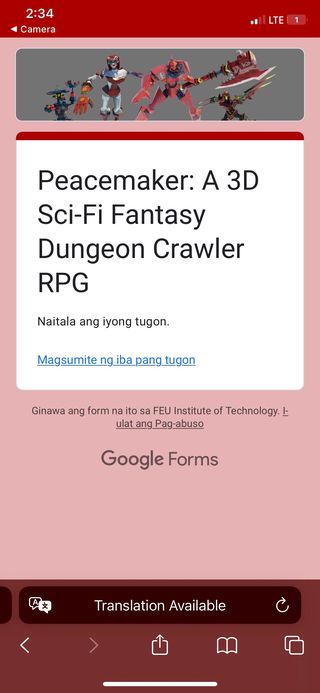 2:34
LTE 1
◀ Camera
Peacemaker: A 3D
Sci-Fi Fantasy
Dungeon Crawler
RPG
Naitala ang iyong tugon.
Magsumite ng iba pang tugon
Ginawa ang form na ito sa FEU Institute of Technology. I-
ulat ang Pag-abuso
Google Forms
Translation Available